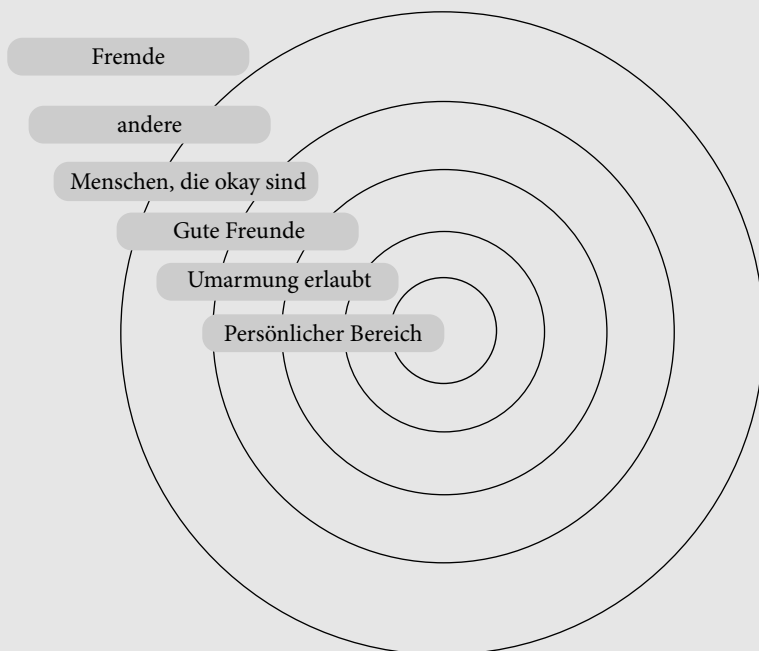 Fremde
andere
Menschen, die okay sind
Gute Freunde
Umarmung erlaubt
Persönlicher Bereich